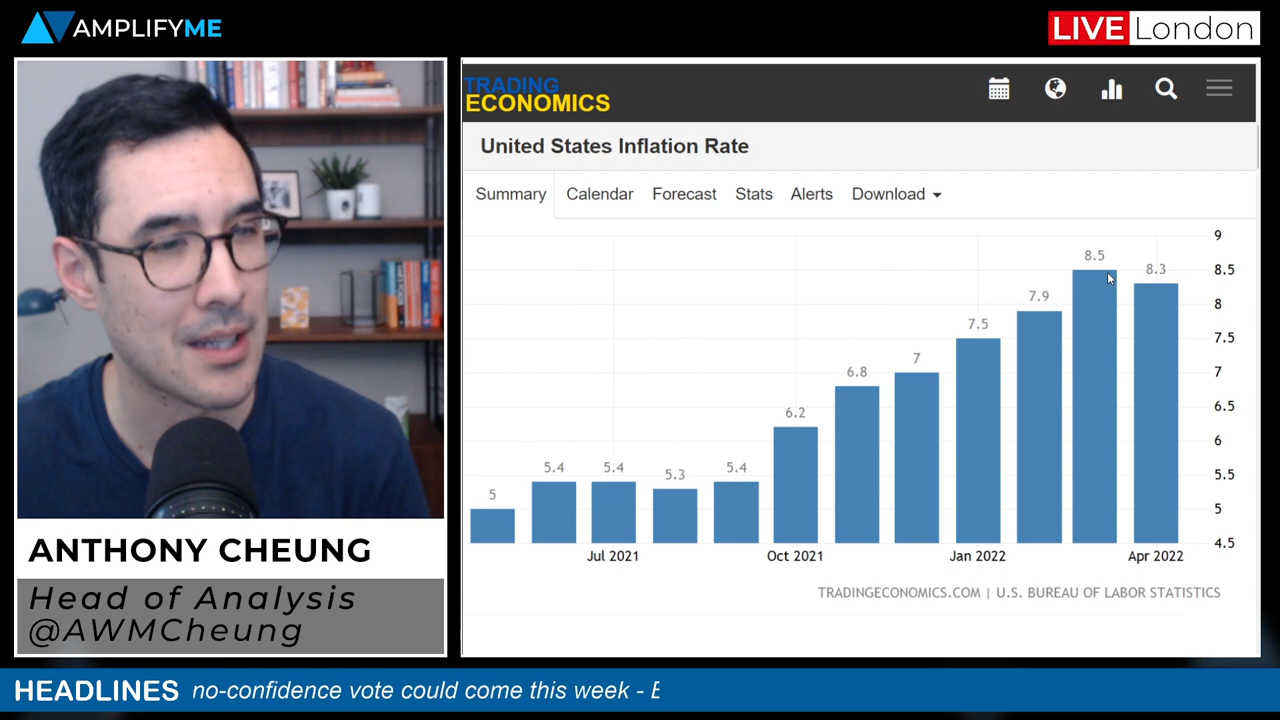 AMPLIFYME
LIVE London
TRADING
ECONOMICS
United States Inflation Rate
Summary Calendar Forecast Stats Alerts Download
9
8.5
8
7.5
7
6.5
6
5.5
5
4.5
5 5.4 5.4 5.3 5.4 6.2 6.8 7 7.5 7.9 8.5 8.3
Jul 2021 Oct 2021 Jan 2022 Apr 2022
TRADINGECONOMICS.COM | U.S. BUREAU OF LABOR STATISTICS
ANTHONY CHEUNG
Head of Analysis
@AWMCheung
HEADLINES no-confidence vote could come this week - E